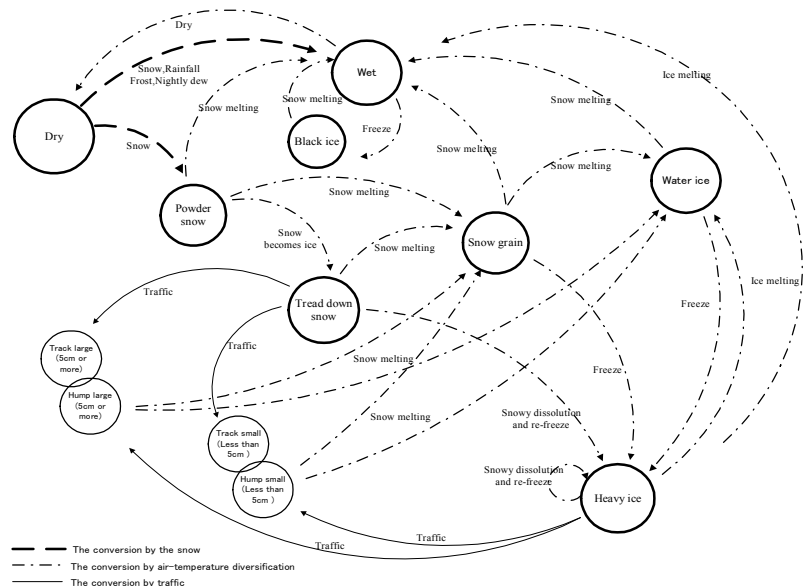 Dry
Wet
Snow,Rainfall
Frost,Nightly dew
Ice melting
Snow melting
Snow melting
Snow melting
Dry
Black ice
Freeze
Snow
Snow melting
Snow melting
Water ice
Snow melting
Powder
snow
Snow
becomes ice
Snow melting
Snow grain
Ice melting
Traffic
Tread down
snow
Freeze
Track large
(5cm or
more)
Traffic
Snow melting
Freeze
Hump large
(5cm or
more)
Snow melting
Snowy dissolution
and re-freeze
Track small
(Less than
5cm )
Hump small
(Less than
5cm )
Snowy dissolution
and re-freeze
Heavy ice
Traffic
Traffic
The conversion by the snow
The conversion by air-temperature diversification
The conversion by traffic